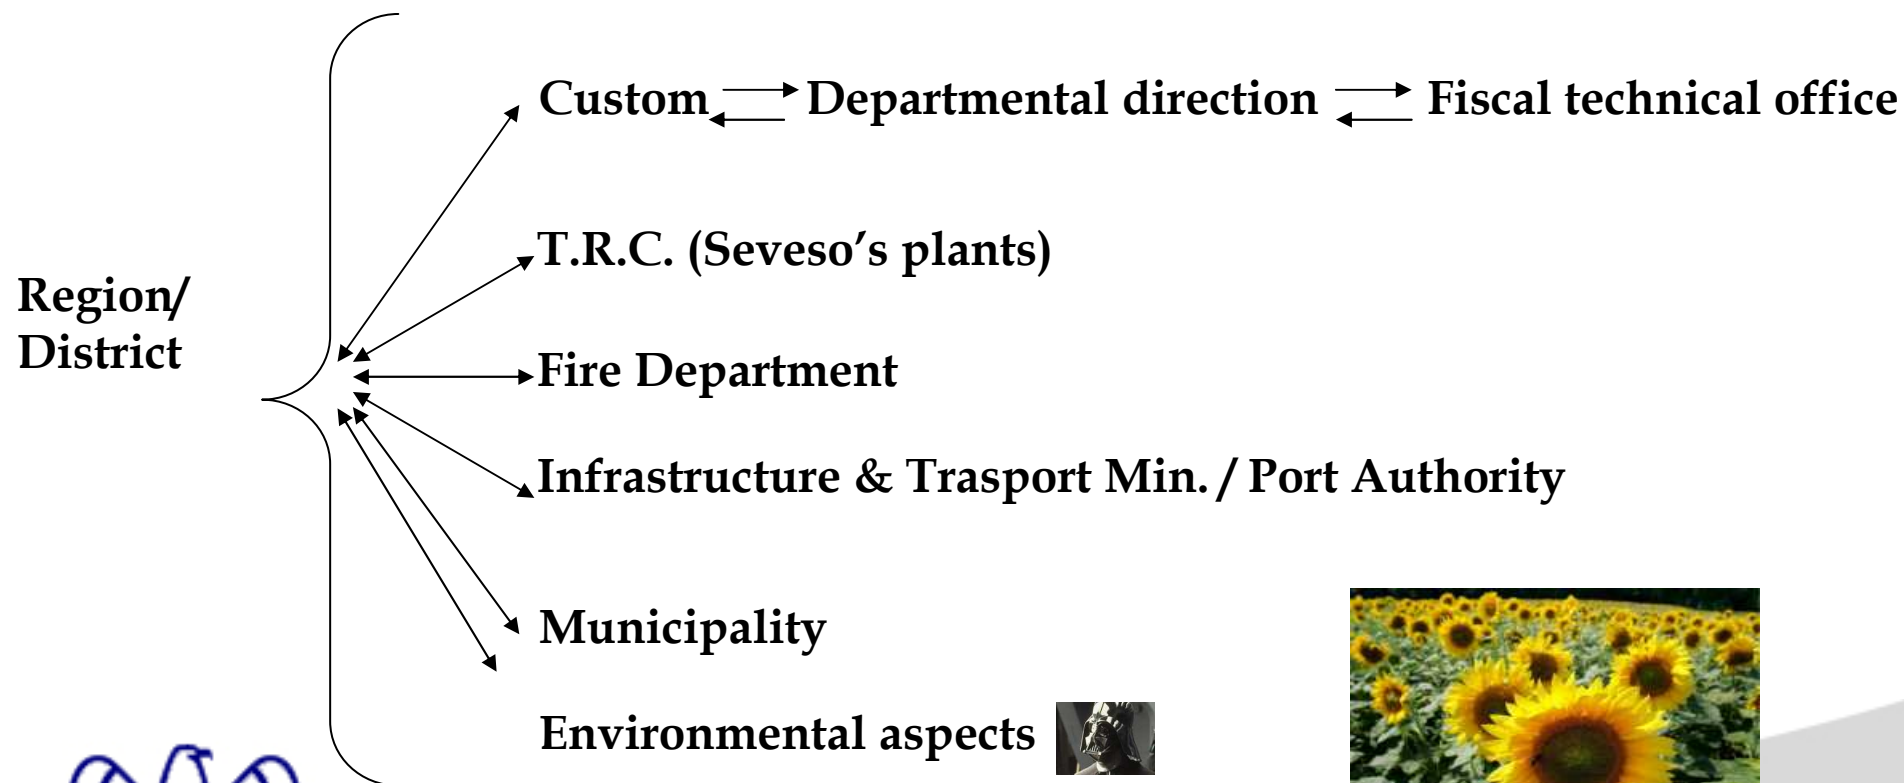 Custom Departmental direction Fiscal technical office
T.R.C. (Seveso’s plants)
Region/
District
Fire Department
Infrastructure & Trasport Min. / Port Authority
Municipality
Environmental aspects